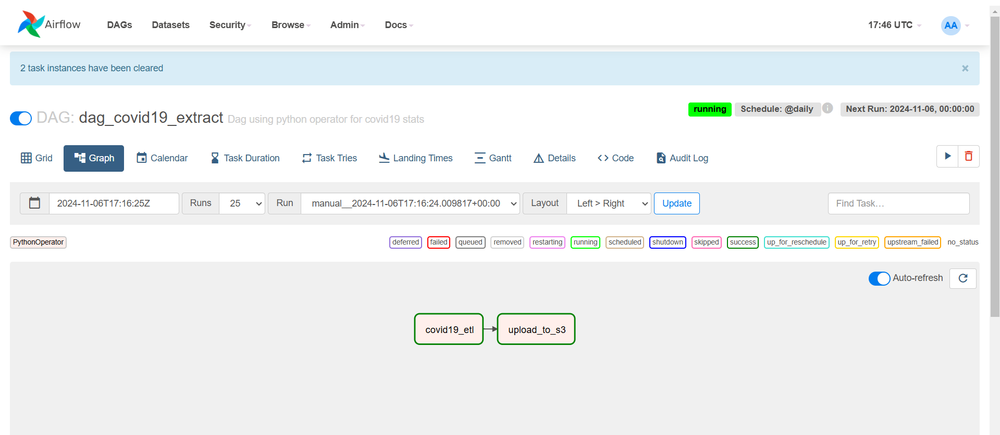 Airflow DAGs Datasets Security Browse Admin Docs 17:46 UTC AA
2 task instances have been cleared ×
running Schedule: @daily i Next Run: 2024-11-06, 00:00:00
DAG: dag_covid19_extract Dag using python operator for covid19 stats
Grid Graph Calendar Task Duration Task Tries Landing Times Gantt Details Code Audit Log
2024-11-06T17:16:25Z Runs 25 Run manual__2024-11-06T17:16:24.009817+00:00 Layout Left > Right Update Find Task…
PythonOperator deferred failed queued removed restarting running scheduled shutdown skipped success up_for_reschedule up_for_retry upstream_failed no_status
Auto-refresh
covid19_etl upload_to_s3